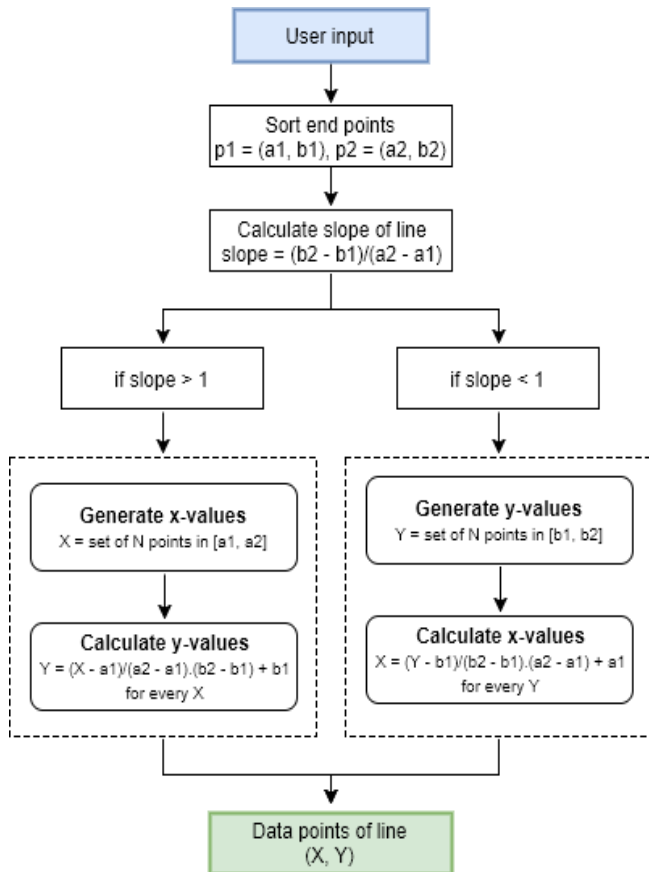 User input
Sort end points
p1 = (a1, b1), p2 = (a2, b2)
Calculate slope of line
slope = (b2 - b1)/(a2 - a1)
if slope > 1
if slope < 1
Generate x-values
X = set of N points in [a1, a2]
Calculate y-values
Y = (X - a1)/(a2 - a1).(b2 - b1) + b1
for every X
Generate y-values
Y = set of N points in [b1, b2]
Calculate x-values
X = (Y - b1)/(b2 - b1).(a2 - a1) + a1
for every Y
Data points of line
(X, Y)